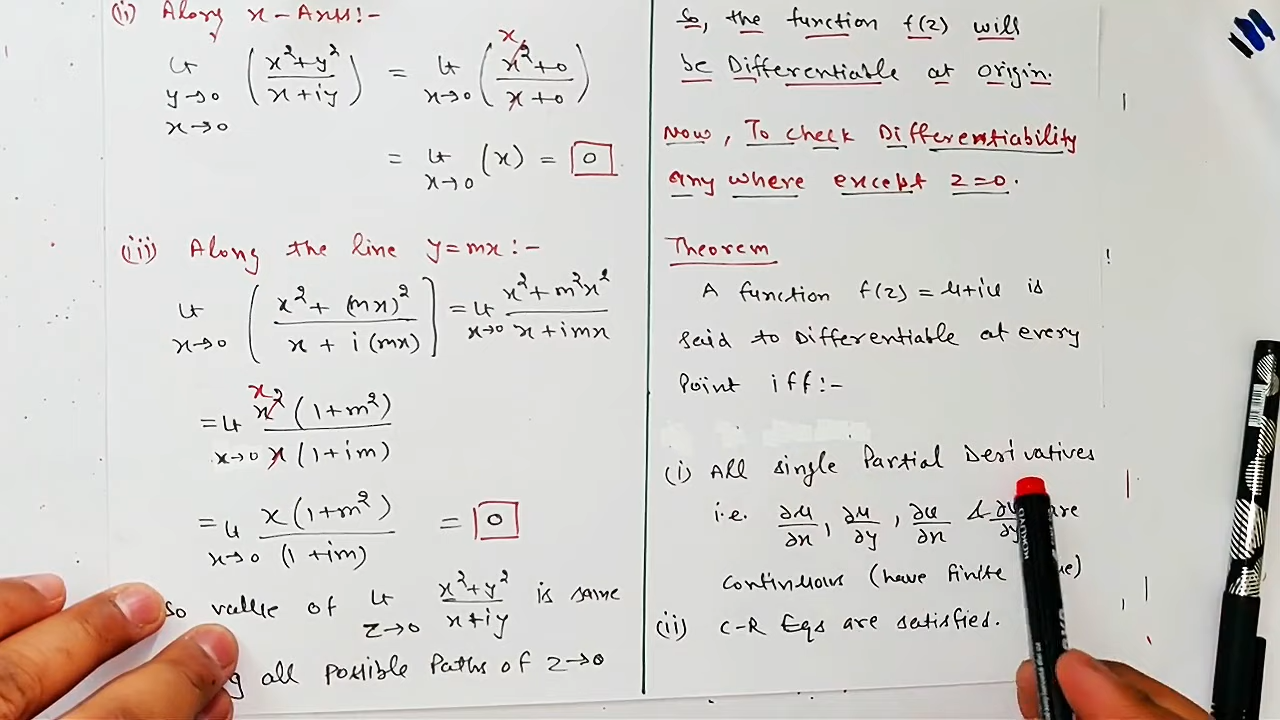 (ii) Along x-Axis:-
Lt y→0 x→0 (x²+y² / x+iy) = Lt x→0 (x²+0 / x+0)
= Lt x→0 (x) = 0
(iii) Along the line y=mx:-
Lt x→0 (x²+(mx)² / x+i(mx)) = Lt x→0 x²+m²x² / x+imx
= Lt x→0 x²(1+m²) / x(1+im)
= Lt x→0 x(1+m²) / (1+im) = 0
so value of Lt z→0 x²+y² / x+iy is same
all possible Paths of z→0
So, the function f(z) will
be Differentiable at origin.
Now, To check Differentiability
any where except z=0.
Theorem
A function f(z)=u+iv is
said to Differentiable at every
Point iff:-
(i) All single Partial Derivatives
i.e. ∂u/∂x, ∂u/∂y, ∂v/∂x & are
continuous (have finite
(ii) C-R Eqs are satisfied.
KOKUYO